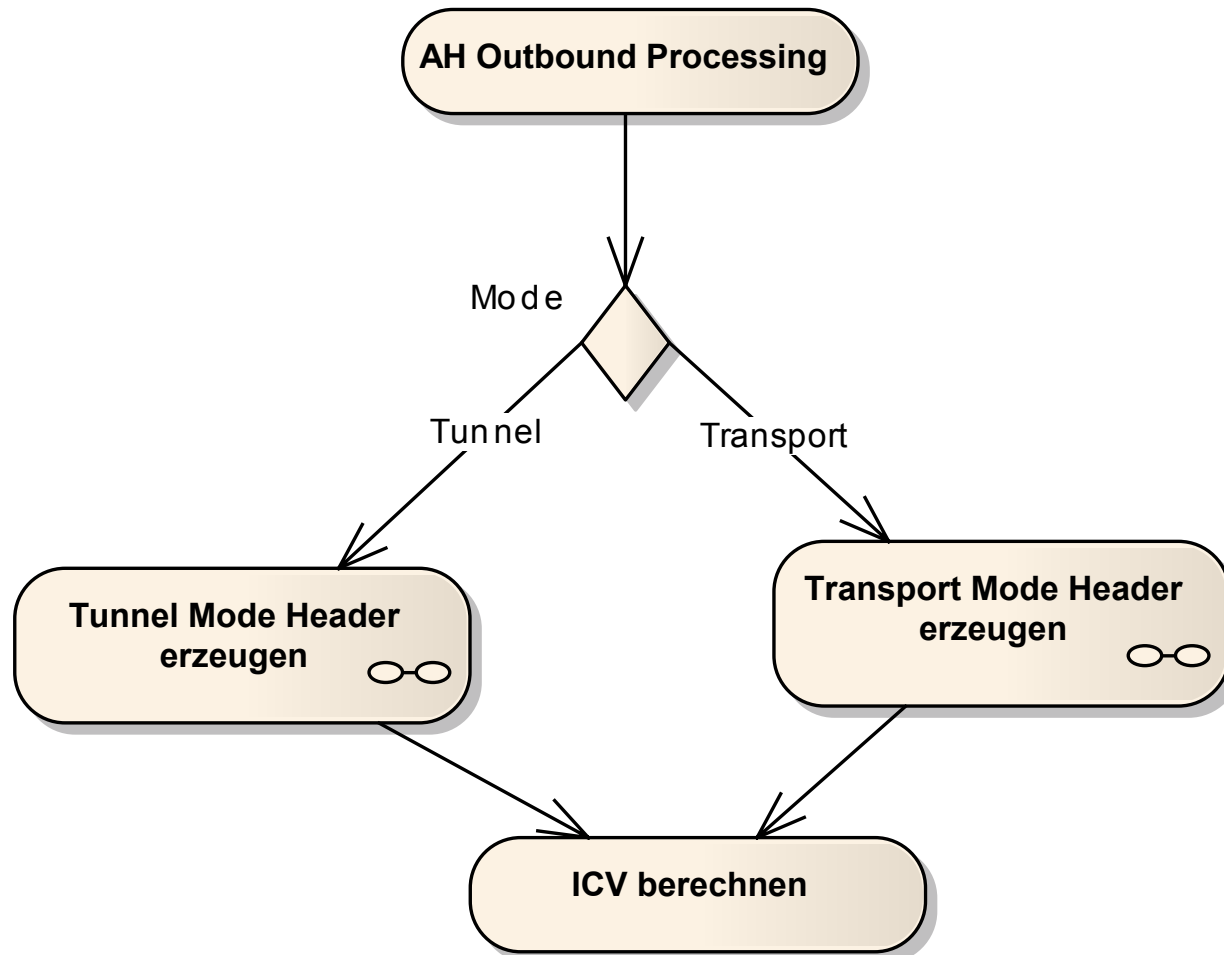 AH Outbound Processing
Mode
Tunnel
Transport
Tunnel Mode Header
erzeugen
Transport Mode Header
erzeugen
ICV berechnen